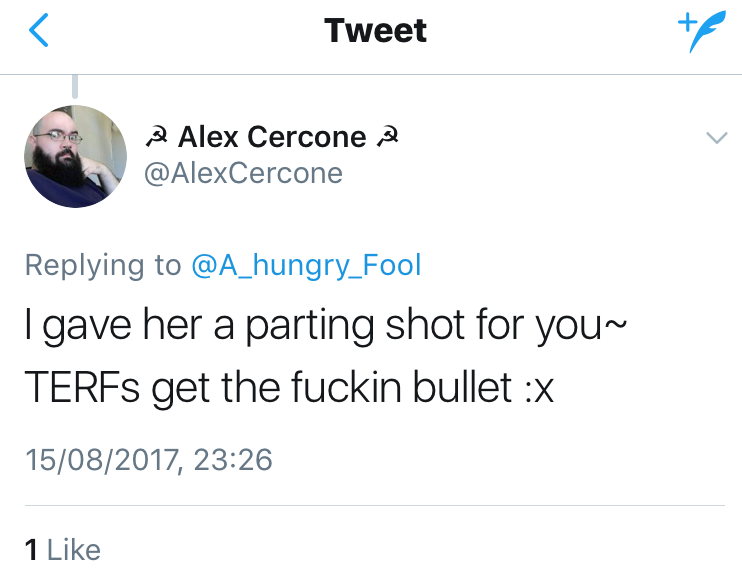 Tweet
☭ Alex Cercone ☭
@AlexCercone
Replying to @A_hungry_Fool
I gave her a parting shot for you~
TERFs get the fuckin bullet :x
15/08/2017, 23:26
1 Like